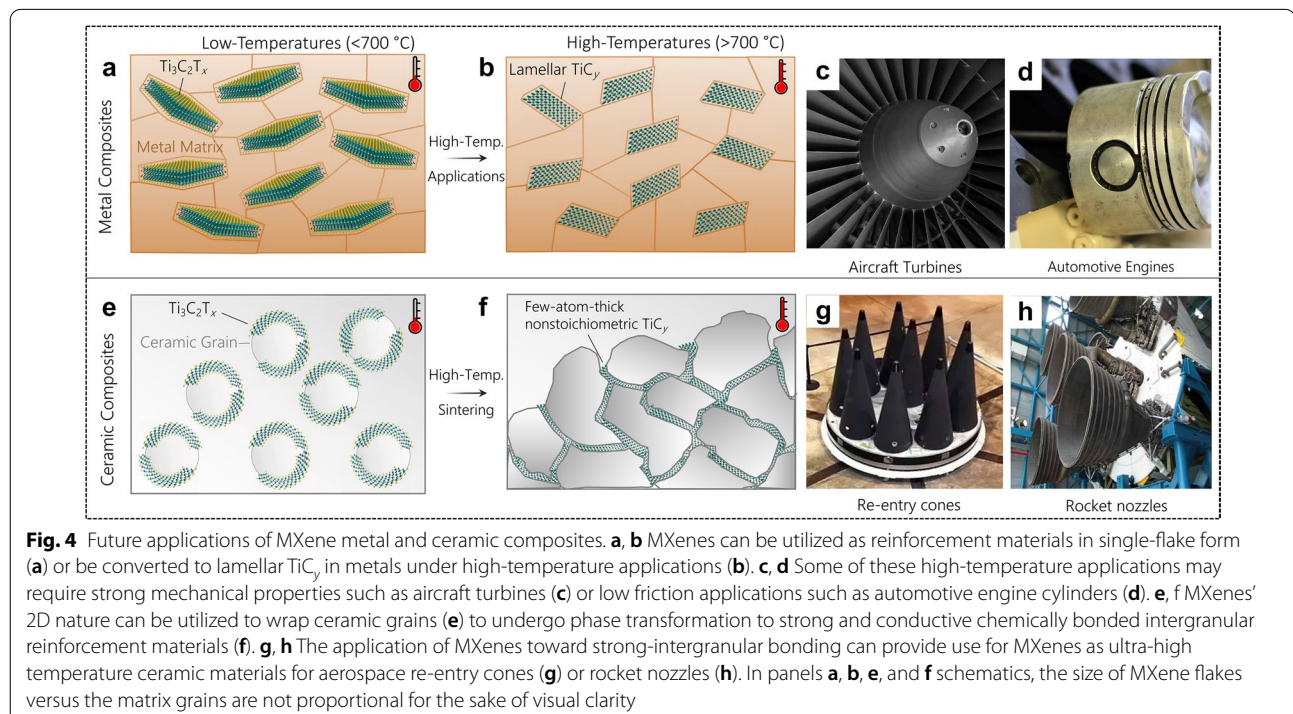 Low-Temperatures (<700 °C)
High-Temperatures (>700 °C)
a
Ti₃C₂Tₓ
Metal Matrix
Metal Composites
High-Temp.
Applications
b
Lamellar TiC_y
c
Aircraft Turbines
d
Automotive Engines
e
Ti₃C₂Tₓ
Ceramic Grain
Ceramic Composites
High-Temp.
Sintering
f
Few-atom-thick
nonstoichiometric TiC_y
g
Re-entry cones
h
Rocket nozzles
Fig. 4 Future applications of MXene metal and ceramic composites. a, b MXenes can be utilized as reinforcement materials in single-flake form
(a) or be converted to lamellar TiC_y in metals under high-temperature applications (b). c, d Some of these high-temperature applications may
require strong mechanical properties such as aircraft turbines (c) or low friction applications such as automotive engine cylinders (d). e, f MXenes’
2D nature can be utilized to wrap ceramic grains (e) to undergo phase transformation to strong and conductive chemically bonded intergranular
reinforcement materials (f). g, h The application of MXenes toward strong-intergranular bonding can provide use for MXenes as ultra-high
temperature ceramic materials for aerospace re-entry cones (g) or rocket nozzles (h). In panels a, b, e, and f schematics, the size of MXene flakes
versus the matrix grains are not proportional for the sake of visual clarity